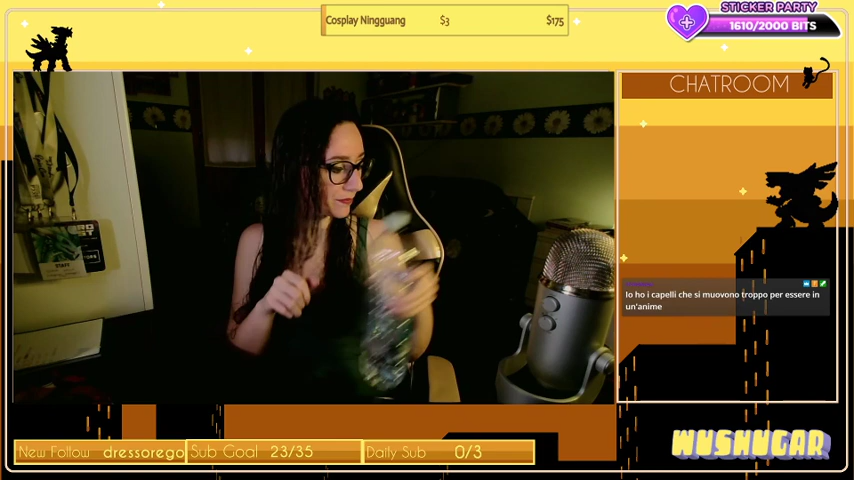 Cosplay Ningguang $3 $175
STICKER PARTY
1610/2000 BITS
CHATROOM
STAFF
Io ho i capelli che si muovono troppo per essere in
un'anime
New Follow dressorego
Sub Goal 23/35
Daily Sub 0/3
WUSHUGAR